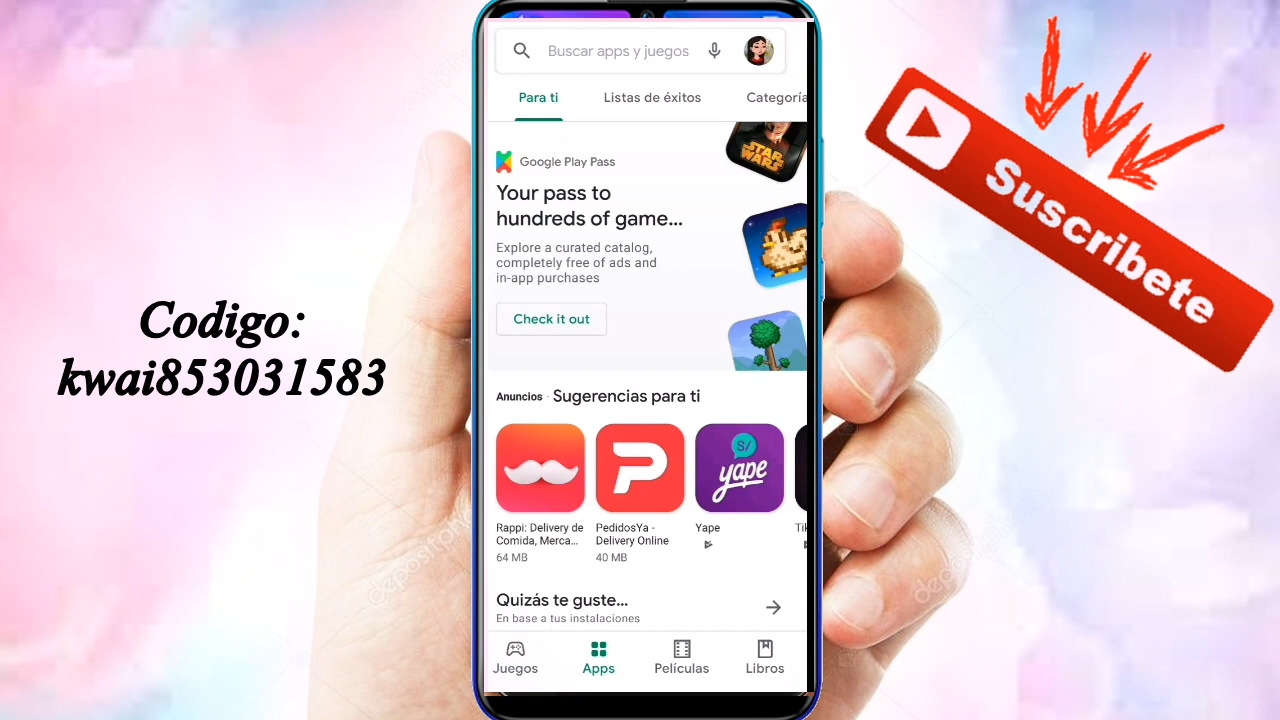 Buscar apps y juegos
Para ti
Listas de éxitos
Categoría
Google Play Pass
Your pass to
hundreds of game...
Explore a curated catalog,
completely free of ads and
in-app purchases
Check it out
STAR
WARS
Anuncios · Sugerencias para ti
S/
yape
Rappi: Delivery de
Comida, Merca...
64 MB
PedidosYa -
Delivery Online
40 MB
Yape
Tik
Quizás te guste...
En base a tus instalaciones
Juegos
Apps
Películas
Libros
Codigo:
kwai853031583
Suscribete